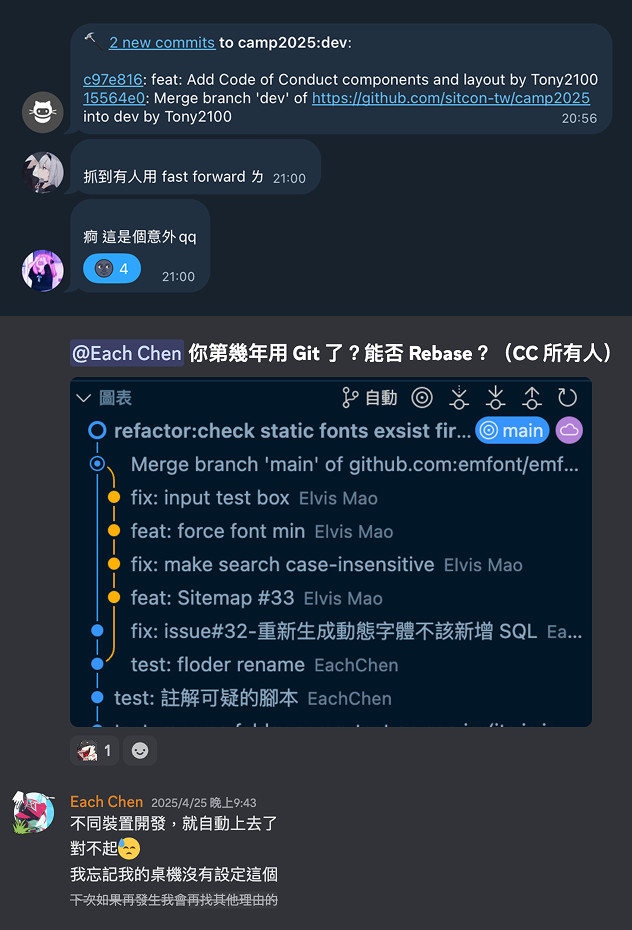 2 new commits to camp2025:dev:
c97e816: feat: Add Code of Conduct components and layout by Tony2100
15564e0: Merge branch 'dev' of https://github.com/sitcon-tw/camp2025
into dev by Tony2100
20:56
抓到有人用 fast forward ㄌ 21:00
痾 這是個意外qq
4
21:00
@Each Chen 你第幾年用 Git 了？能否 Rebase？（CC 所有人）
圖表 自動
refactor:check static fonts exsist fir... main
Merge branch 'main' of github.com:emfont/emf...
fix: input test box Elvis Mao
feat: force font min Elvis Mao
fix: make search case-insensitive Elvis Mao
feat: Sitemap #33 Elvis Mao
fix: issue#32-重新生成動態字體不該新增 SQL Ea...
test: floder rename EachChen
test: 註解可疑的腳本 EachChen
1
Each Chen 2025/4/25 晚上9:43
不同裝置開發，就自動上去了
對不起😓
我忘記我的桌機沒有設定這個
下次如果再發生我會再找其他理由的